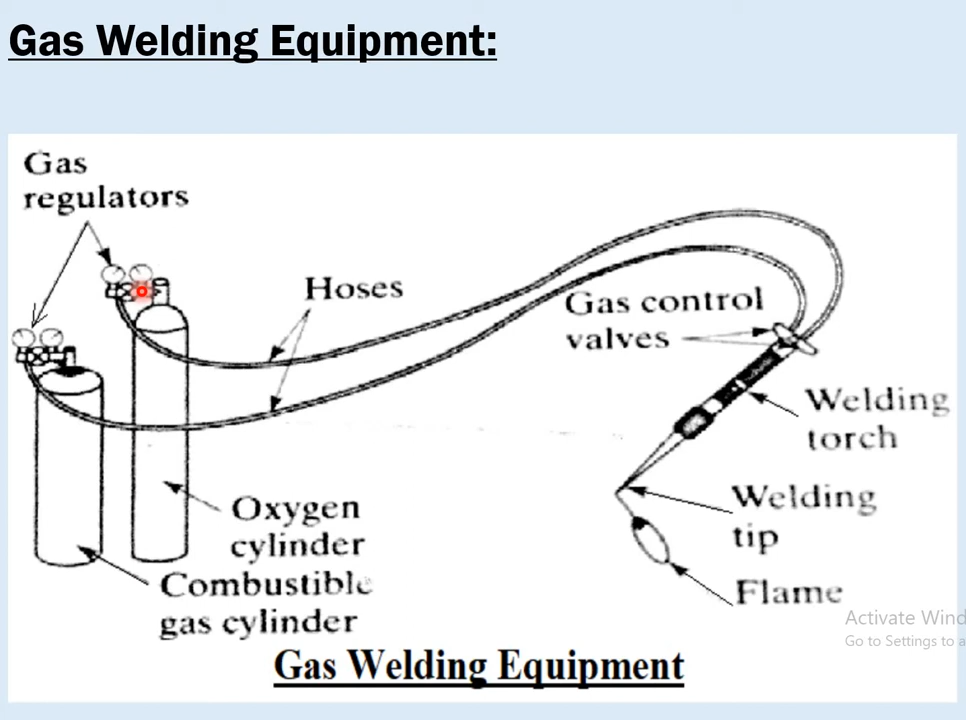 Gas Welding Equipment:
Gas
regulators
Hoses
Gas control
valves
Welding
torch
Oxygen
cylinder
Welding
tip
Combustible
gas cylinder
Flame
Activate Wind
Go to Settings to a
Gas Welding Equipment